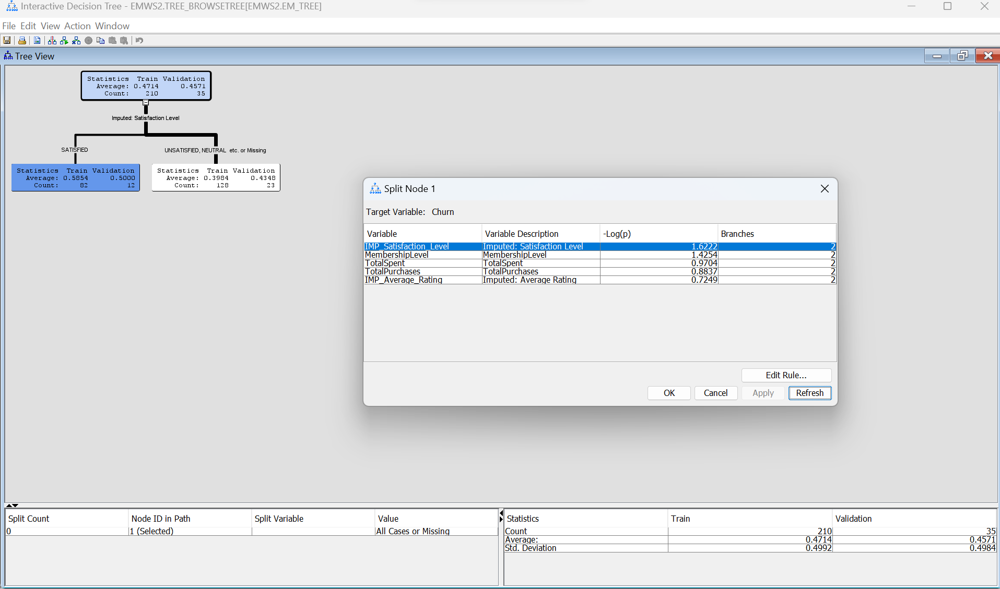 Interactive Decision Tree - EMWS2.TREE_BROWSETREE[EMWS2.EM_TREE]
File Edit View Action Window
Tree View
Statistics Train Validation
Average: 0.4714 0.4571
Count: 210 35
Imputed: Satisfaction Level
SATISFIED
UNSATISFIED, NEUTRAL etc. or Missing
Statistics Train Validation
Average: 0.5854 0.5000
Count: 82 12
Statistics Train Validation
Average: 0.3984 0.4348
Count: 128 23
Split Node 1
Target Variable: Churn
Variable Variable Description -Log(p) Branches
IMP_Satisfaction_Level Imputed: Satisfaction Level 1.6222 2
MembershipLevel MembershipLevel 1.4254 2
TotalSpent TotalSpent 0.9704 2
TotalPurchases TotalPurchases 0.8837 2
IMP_Average_Rating Imputed: Average Rating 0.7249 2
Edit Rule...
OK Cancel Apply Refresh
Split Count Node ID in Path Split Variable Value
0 1 (Selected) All Cases or Missing
Statistics Train Validation
Count 210 35
Average: 0.4714 0.4571
Std. Deviation 0.4992 0.4984